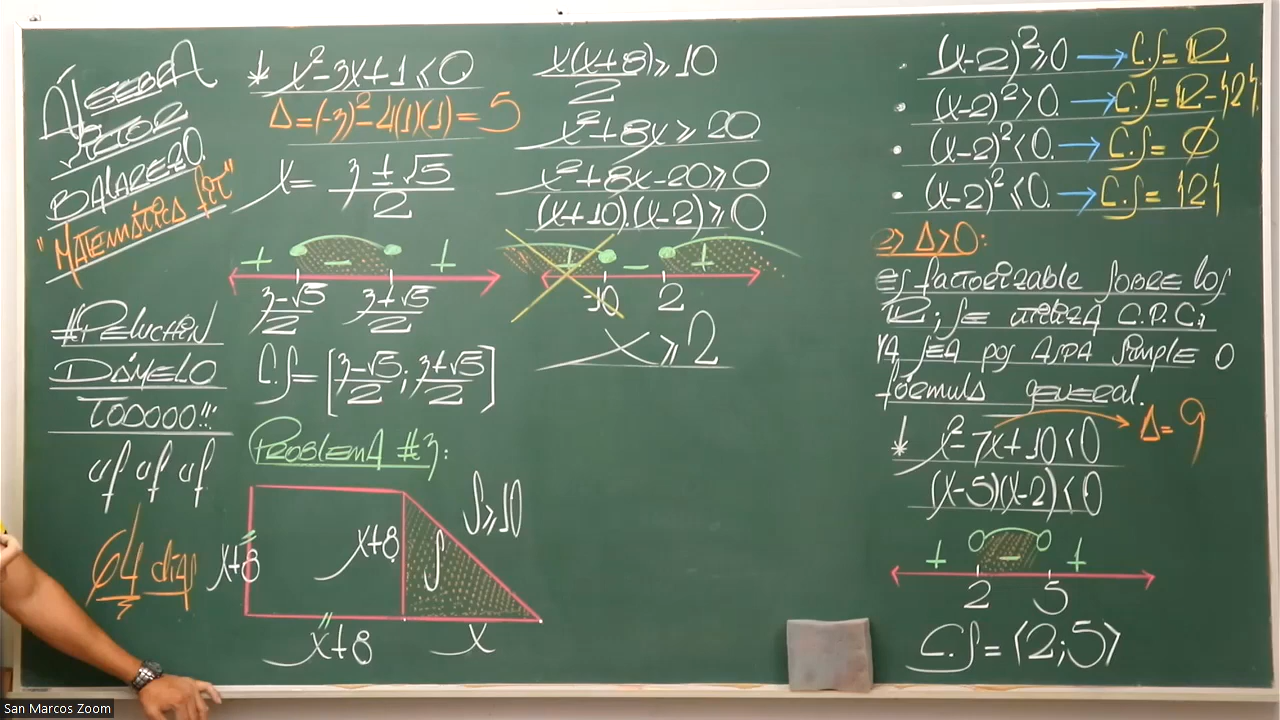 ÁLGEBRA
VICTOR
BALAREZO.
"MATEMÁTICA FIT"
#PELUCHÍN
DÁMELO
TODOOO!!!
uf uf uf
64 días
* x²-3x+1≤0
Δ=(-3)²-4(1)(1)=5
x= 3±√5
2
+ - +
3-√5 3+√5
2 2
C.S=[3-√5; 3+√5]
2 2
PROBLEMA #3:
S≥10
x+8 x+8 S
x+8 x
x(x+8)≥10
2
x²+8x≥20
x²+8x-20≥0
(x+10).(x-2)≥0.
+ - +
-10 2
x≥2
• (x-2)²≥0 → C.S=ℝ
• (x-2)²>0. → C.S=ℝ-{2}.
• (x-2)²<0. → C.S=∅
• (x-2)²≤0. → C.S={2}
2> Δ>0:
Es factorizable sobre los
ℝ; SE utiliza C.P.C;
YA SEA POR ASPA Simple o
fórmula general.
* x²-7x+10<0 → Δ=9
(x-5)(x-2)<0
+ - +
2 5
C.S=⟨2;5⟩
San Marcos Zoom